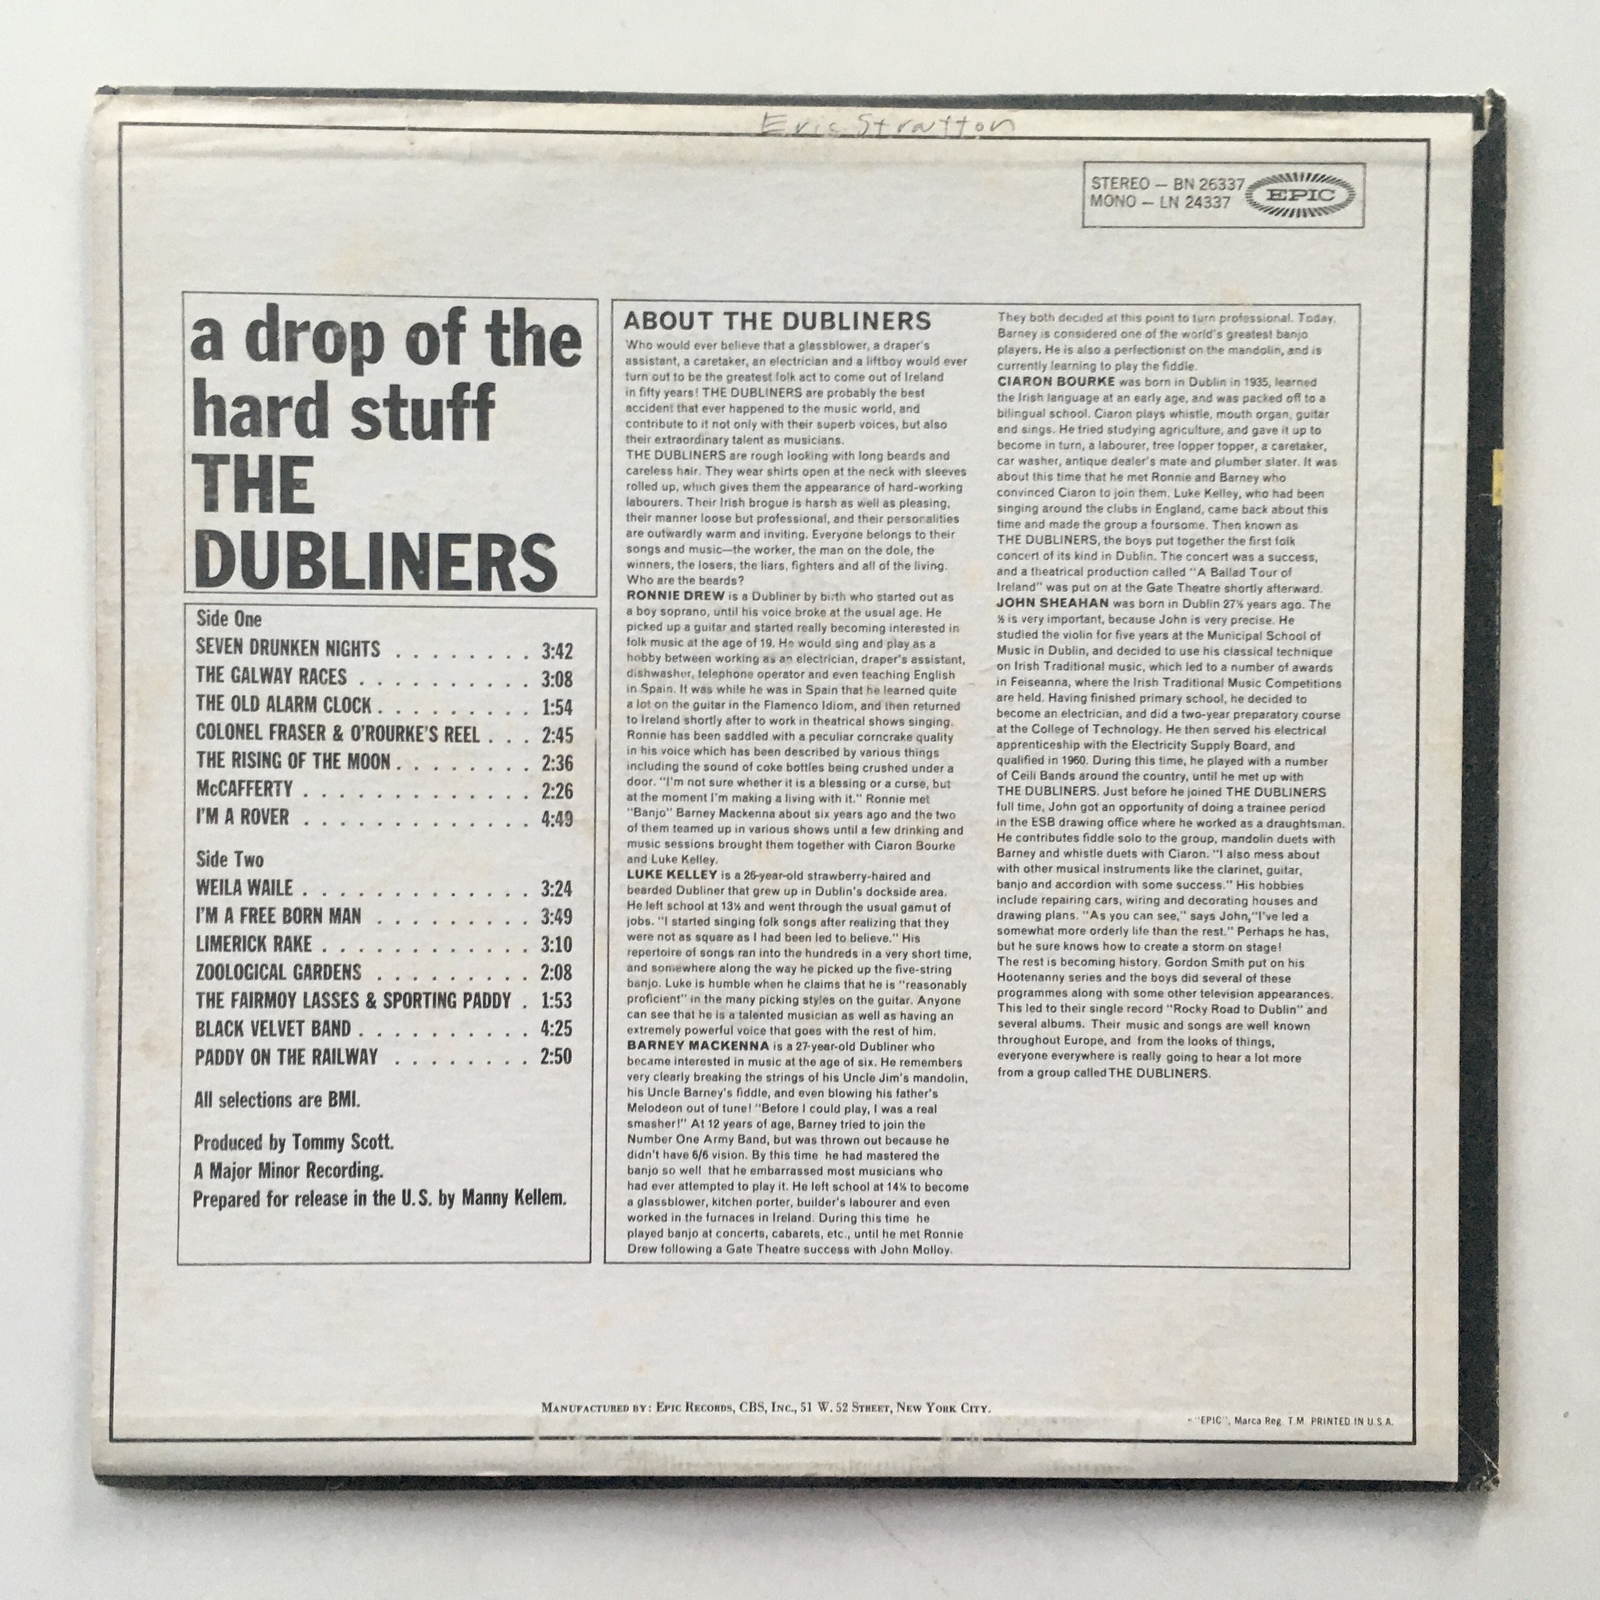 Eric Stratton
STEREO — BN 26337
MONO — LN 24337
EPIC
a drop of the
hard stuff
THE
DUBLINERS
Side One
SEVEN DRUNKEN NIGHTS . . . . . . . . 3:42
THE GALWAY RACES . . . . . . . . . . 3:08
THE OLD ALARM CLOCK . . . . . . . . . 1:54
COLONEL FRASER & O'ROURKE'S REEL . . . 2:45
THE RISING OF THE MOON . . . . . . . . 2:36
McCAFFERTY . . . . . . . . . . . . . 2:26
I'M A ROVER . . . . . . . . . . . . . 4:49
Side Two
WEILA WAILE . . . . . . . . . . . . . 3:24
I'M A FREE BORN MAN . . . . . . . . . 3:49
LIMERICK RAKE . . . . . . . . . . . . 3:10
ZOOLOGICAL GARDENS . . . . . . . . . 2:08
THE FAIRMOY LASSES & SPORTING PADDY . 1:53
BLACK VELVET BAND . . . . . . . . . . 4:25
PADDY ON THE RAILWAY . . . . . . . . 2:50
All selections are BMI.
Produced by Tommy Scott.
A Major Minor Recording.
Prepared for release in the U.S. by Manny Kellem.
ABOUT THE DUBLINERS
Who would ever believe that a glassblower, a draper's
assistant, a caretaker, an electrician and a liftboy would ever
turn out to be the greatest folk act to come out of Ireland
in fifty years! THE DUBLINERS are probably the best
accident that ever happened to the music world, and
contribute to it not only with their superb voices, but also
their extraordinary talent as musicians.
THE DUBLINERS are rough looking with long beards and
careless hair. They wear shirts open at the neck with sleeves
rolled up, which gives them the appearance of hard-working
labourers. Their Irish brogue is harsh as well as pleasing,
their manner loose but professional, and their personalities
are outwardly warm and inviting. Everyone belongs to their
songs and music—the worker, the man on the dole, the
winners, the losers, the liars, fighters and all of the living.
Who are the beards?
RONNIE DREW is a Dubliner by birth who started out as
a boy soprano, until his voice broke at the usual age. He
picked up a guitar and started really becoming interested in
folk music at the age of 19. He would sing and play as a
hobby between working as an electrician, draper's assistant,
dishwasher, telephone operator and even teaching English
in Spain. It was while he was in Spain that he learned quite
a lot on the guitar in the Flamenco Idiom, and then returned
to Ireland shortly after to work in theatrical shows singing.
Ronnie has been saddled with a peculiar corncrake quality
in his voice which has been described by various things
including the sound of coke bottles being crushed under a
door. "I'm not sure whether it is a blessing or a curse, but
at the moment I'm making a living with it." Ronnie met
"Banjo" Barney Mackenna about six years ago and the two
of them teamed up in various shows until a few drinking and
music sessions brought them together with Ciaron Bourke
and Luke Kelley.
LUKE KELLEY is a 26-year-old strawberry-haired and
bearded Dubliner that grew up in Dublin's dockside area.
He left school at 13½ and went through the usual gamut of
jobs. "I started singing folk songs after realizing that they
were not as square as I had been led to believe." His
repertoire of songs ran into the hundreds in a very short time,
and somewhere along the way he picked up the five-string
banjo. Luke is humble when he claims that he is "reasonably
proficient" in the many picking styles on the guitar. Anyone
can see that he is a talented musician as well as having an
extremely powerful voice that goes with the rest of him.
BARNEY MACKENNA is a 27-year-old Dubliner who
became interested in music at the age of six. He remembers
very clearly breaking the strings of his Uncle Jim's mandolin,
his Uncle Barney's fiddle, and even blowing his father's
Melodeon out of tune! "Before I could play, I was a real
smasher!" At 12 years of age, Barney tried to join the
Number One Army Band, but was thrown out because he
didn't have 6/6 vision. By this time he had mastered the
banjo so well that he embarrassed most musicians who
had ever attempted to play it. He left school at 14½ to become
a glassblower, kitchen porter, builder's labourer and even
worked in the furnaces in Ireland. During this time he
played banjo at concerts, cabarets, etc., until he met Ronnie
Drew following a Gate Theatre success with John Molloy.
They both decided at this point to turn professional. Today,
Barney is considered one of the world's greatest banjo
players. He is also a perfectionist on the mandolin, and is
currently learning to play the fiddle.
CIARON BOURKE was born in Dublin in 1935, learned
the Irish language at an early age, and was packed off to a
bilingual school. Ciaron plays whistle, mouth organ, guitar
and sings. He tried studying agriculture, and gave it up to
become in turn, a labourer, tree lopper topper, a caretaker,
car washer, antique dealer's mate and plumber slater. It was
about this time that he met Ronnie and Barney who
convinced Ciaron to join them. Luke Kelley, who had been
singing around the clubs in England, came back about this
time and made the group a foursome. Then known as
THE DUBLINERS, the boys put together the first folk
concert of its kind in Dublin. The concert was a success,
and a theatrical production called "A Ballad Tour of
Ireland" was put on at the Gate Theatre shortly afterward.
JOHN SHEAHAN was born in Dublin 27½ years ago. The
½ is very important, because John is very precise. He
studied the violin for five years at the Municipal School of
Music in Dublin, and decided to use his classical technique
on Irish Traditional music, which led to a number of awards
in Feiseanna, where the Irish Traditional Music Competitions
are held. Having finished primary school, he decided to
become an electrician, and did a two-year preparatory course
at the College of Technology. He then served his electrical
apprenticeship with the Electricity Supply Board, and
qualified in 1960. During this time, he played with a number
of Ceili Bands around the country, until he met up with
THE DUBLINERS. Just before he joined THE DUBLINERS
full time, John got an opportunity of doing a trainee period
in the ESB drawing office where he worked as a draughtsman.
He contributes fiddle solo to the group, mandolin duets with
Barney and whistle duets with Ciaron. "I also mess about
with other musical instruments like the clarinet, guitar,
banjo and accordion with some success." His hobbies
include repairing cars, wiring and decorating houses and
drawing plans. "As you can see," says John,"I've led a
somewhat more orderly life than the rest." Perhaps he has,
but he sure knows how to create a storm on stage!
The rest is becoming history. Gordon Smith put on his
Hootenanny series and the boys did several of these
programmes along with some other television appearances.
This led to their single record "Rocky Road to Dublin" and
several albums. Their music and songs are well known
throughout Europe, and from the looks of things,
everyone everywhere is really going to hear a lot more
from a group called THE DUBLINERS.
MANUFACTURED BY: EPIC RECORDS, CBS, INC., 51 W. 52 STREET, NEW YORK CITY.
"EPIC", Marca Reg. T.M. PRINTED IN U.S.A.